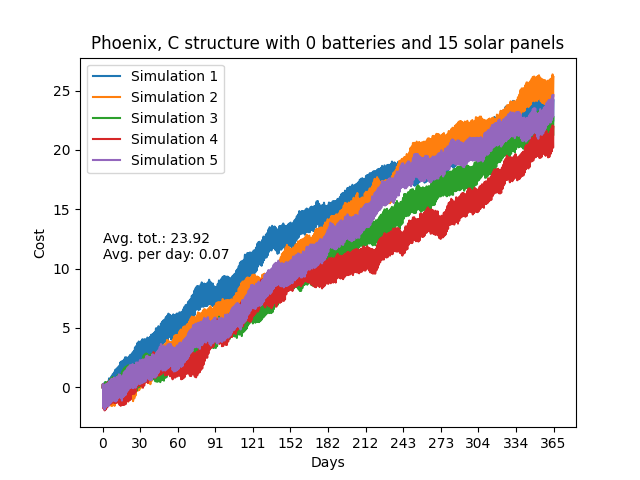 Phoenix, C structure with 0 batteries and 15 solar panels
Simulation 1
Simulation 2
Simulation 3
Simulation 4
Simulation 5
Avg. tot.: 23.92
Avg. per day: 0.07
Cost
25
20
15
10
5
0
0 30 60 91 121 152 182 212 243 273 304 334 365
Days